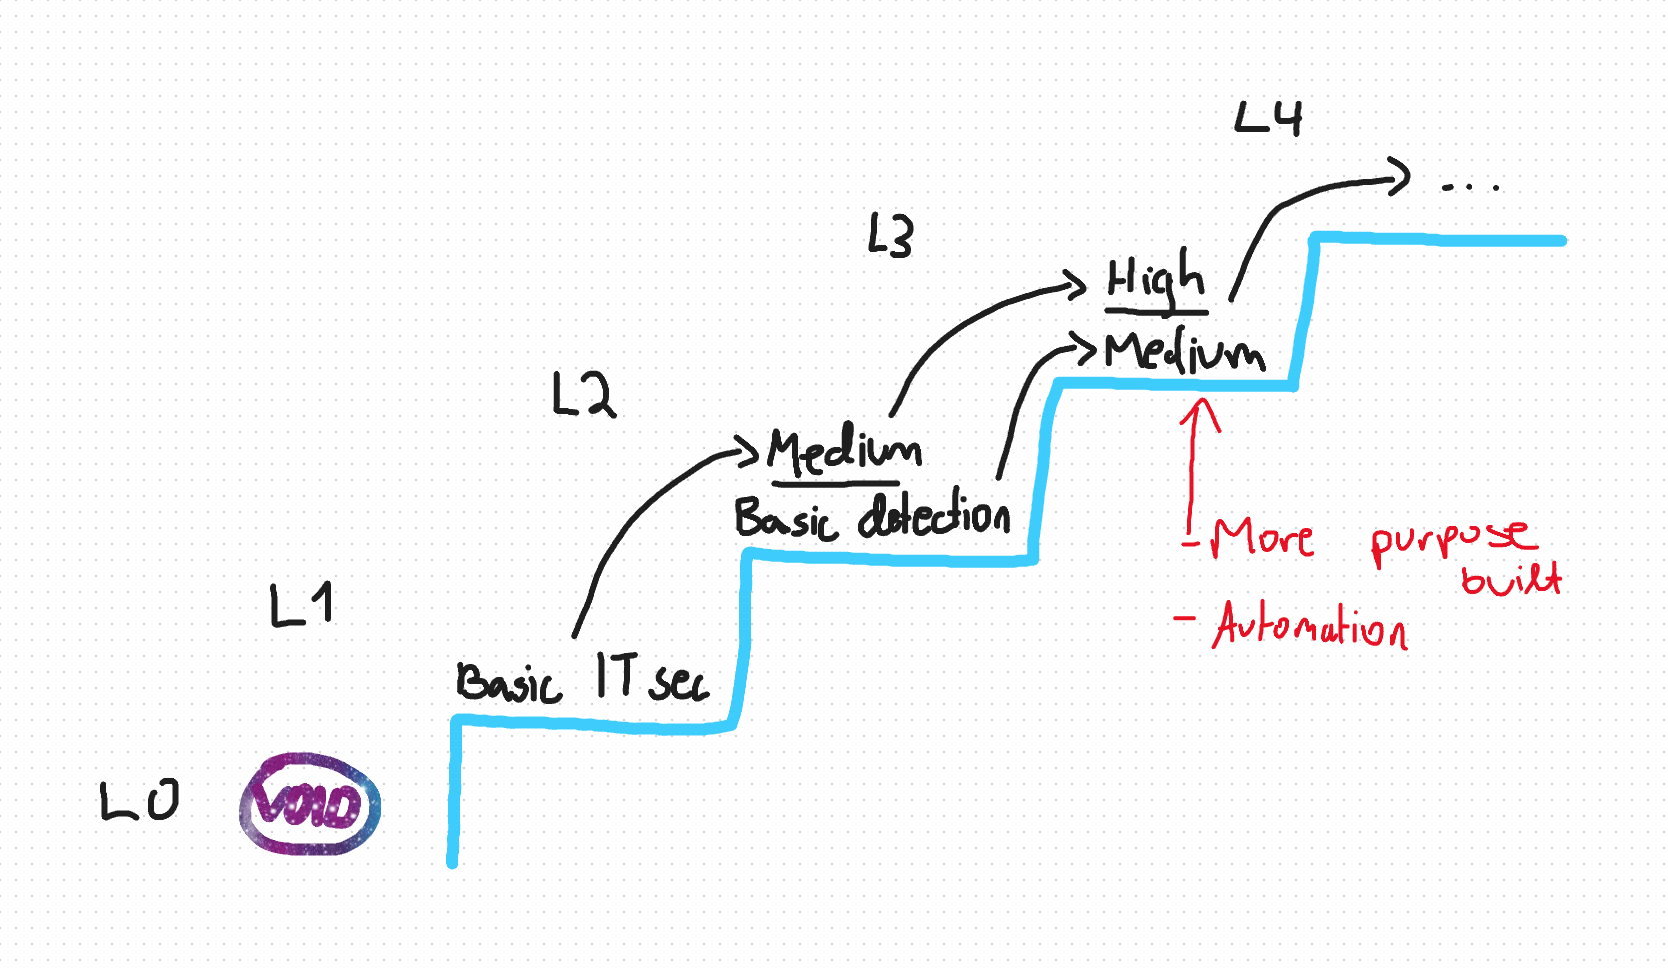 L4
....
L3
High
Medium
L2
Medium
Basic detection
- More purpose
built
- Automation
L1
Basic IT sec
L0
VOID